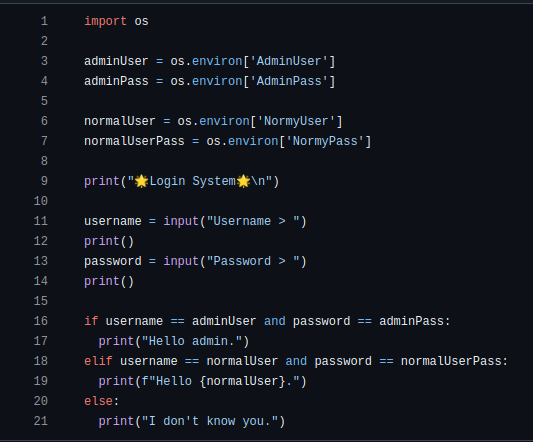 1 import os
2
3 adminUser = os.environ['AdminUser']
4 adminPass = os.environ['AdminPass']
5
6 normalUser = os.environ['NormyUser']
7 normalUserPass = os.environ['NormyPass']
8
9 print("🌟Login System🌟\n")
10
11 username = input("Username > ")
12 print()
13 password = input("Password > ")
14 print()
15
16 if username == adminUser and password == adminPass:
17   print("Hello admin.")
18 elif username == normalUser and password == normalUserPass:
19   print(f"Hello {normalUser}.")
20 else:
21   print("I don't know you.")